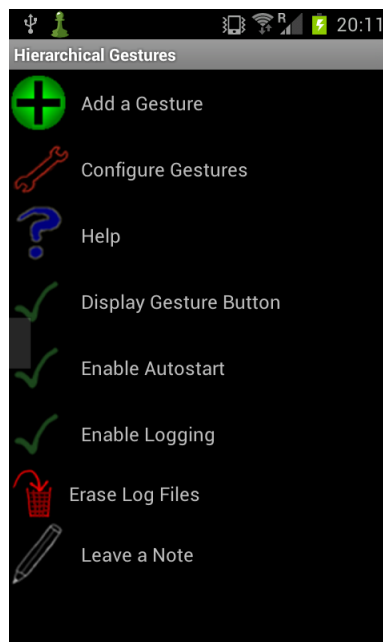 R 20:11
Hierarchical Gestures
Add a Gesture
Configure Gestures
Help
Display Gesture Button
Enable Autostart
Enable Logging
Erase Log Files
Leave a Note